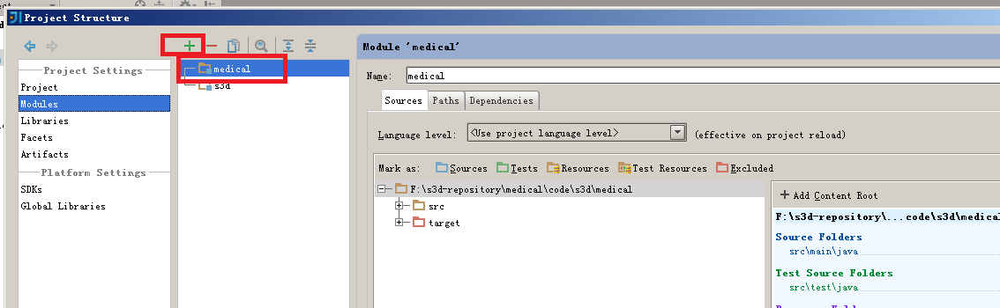 Project Structure
Project Settings
Project
Modules
Libraries
Facets
Artifacts
Platform Settings
SDKs
Global Libraries
medical
s3d
Module 'medical'
Name: medical
Sources Paths Dependencies
Language level: <Use project language level> (effective on project reload)
Mark as: Sources Tests Resources Test Resources Excluded
F:\s3d-repository\medical\code\s3d\medical
src
target
Add Content Root
F:\s3d-repository\... code\s3d\medical
Source Folders
src\main\java
Test Source Folders
src\test\java